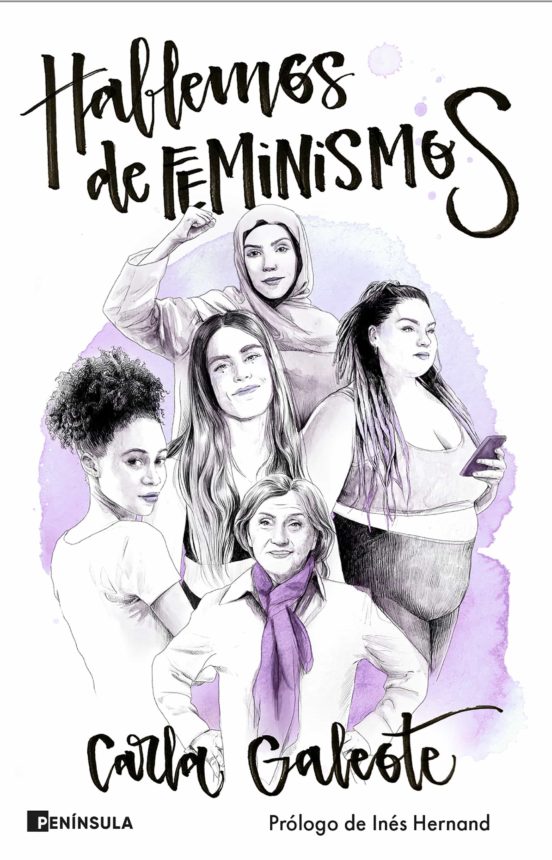 Hablemos
de FEMiNiSMoS
Carla Galeote
PENÍNSULA
Prólogo de Inés Hernand